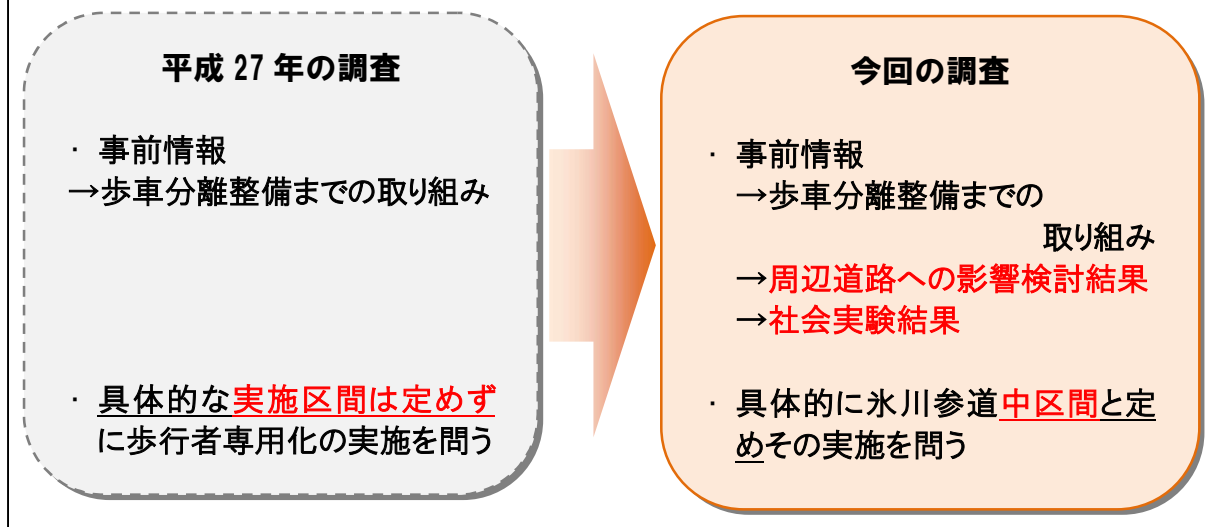 平成 27 年の調査
・ 事前情報
→歩車分離整備までの取り組み
・ 具体的な実施区間は定めず
に歩行者専用化の実施を問う
今回の調査
・ 事前情報
→歩車分離整備までの
取り組み
→周辺道路への影響検討結果
→社会実験結果
・ 具体的に氷川参道中区間と定
めその実施を問う